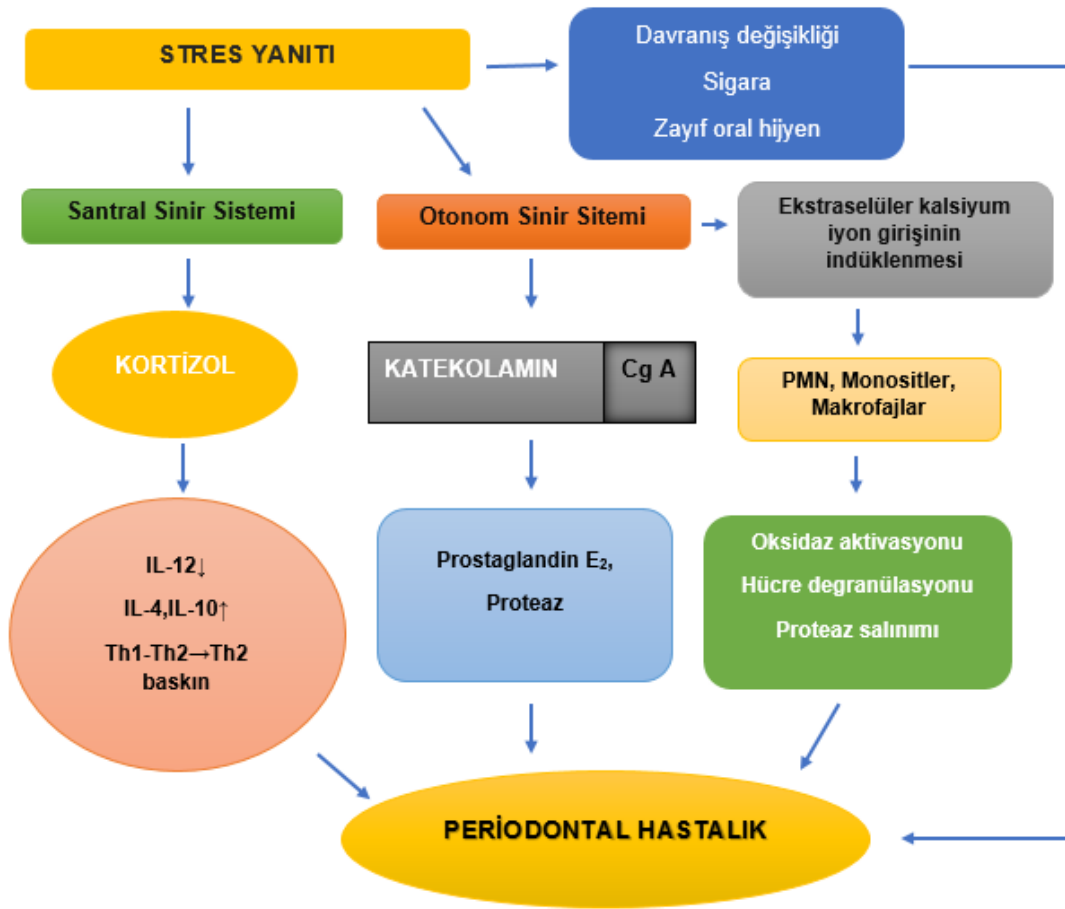 STRES YANITI
Davranış değişikliği
Sigara
Zayıf oral hijyen
Santral Sinir Sistemi
Otonom Sinir Sitemi
Ekstraselüler kalsiyum
iyon girişinin
indüklenmesi
KORTİZOL
KATEKOLAMIN
Cg A
PMN, Monositler,
Makrofajlar
IL-12↓
IL-4,IL-10↑
Th1-Th2→Th2
baskın
Prostaglandin E₂,
Proteaz
Oksidaz aktivasyonu
Hücre degranülasyonu
Proteaz salınımı
PERİODONTAL HASTALIK